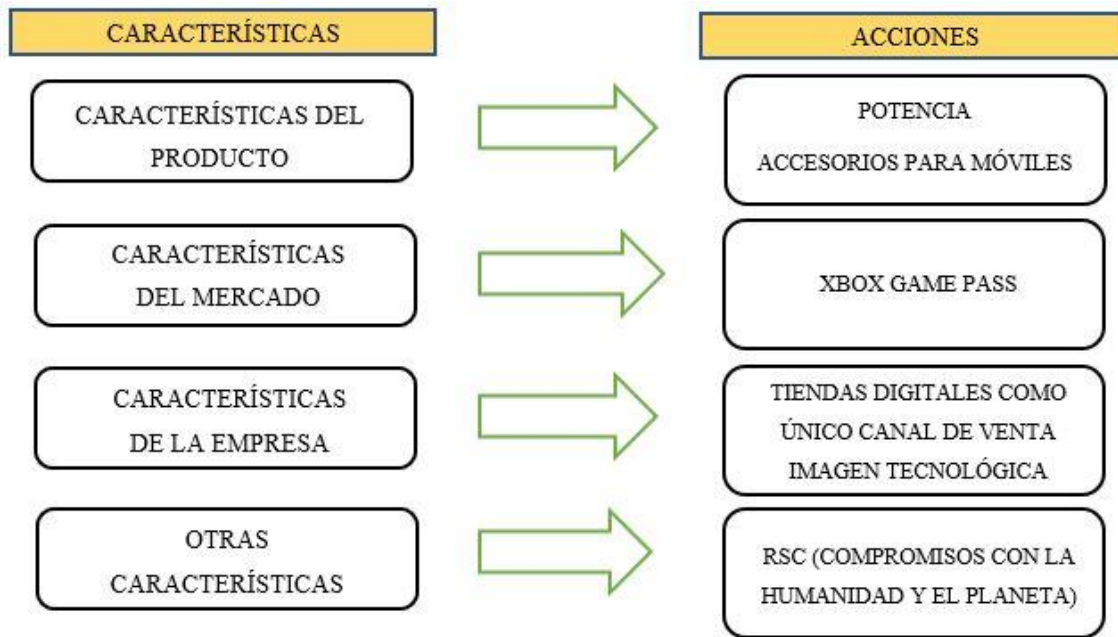 CARACTERÍSTICAS
ACCIONES
CARACTERÍSTICAS DEL
PRODUCTO
POTENCIA
ACCESORIOS PARA MÓVILES
CARACTERÍSTICAS
DEL MERCADO
XBOX GAME PASS
CARACTERÍSTICAS
DE LA EMPRESA
TIENDAS DIGITALES COMO
ÚNICO CANAL DE VENTA
IMAGEN TECNOLÓGICA
OTRAS
CARACTERÍSTICAS
RSC (COMPROMISOS CON LA
HUMANIDAD Y EL PLANETA)